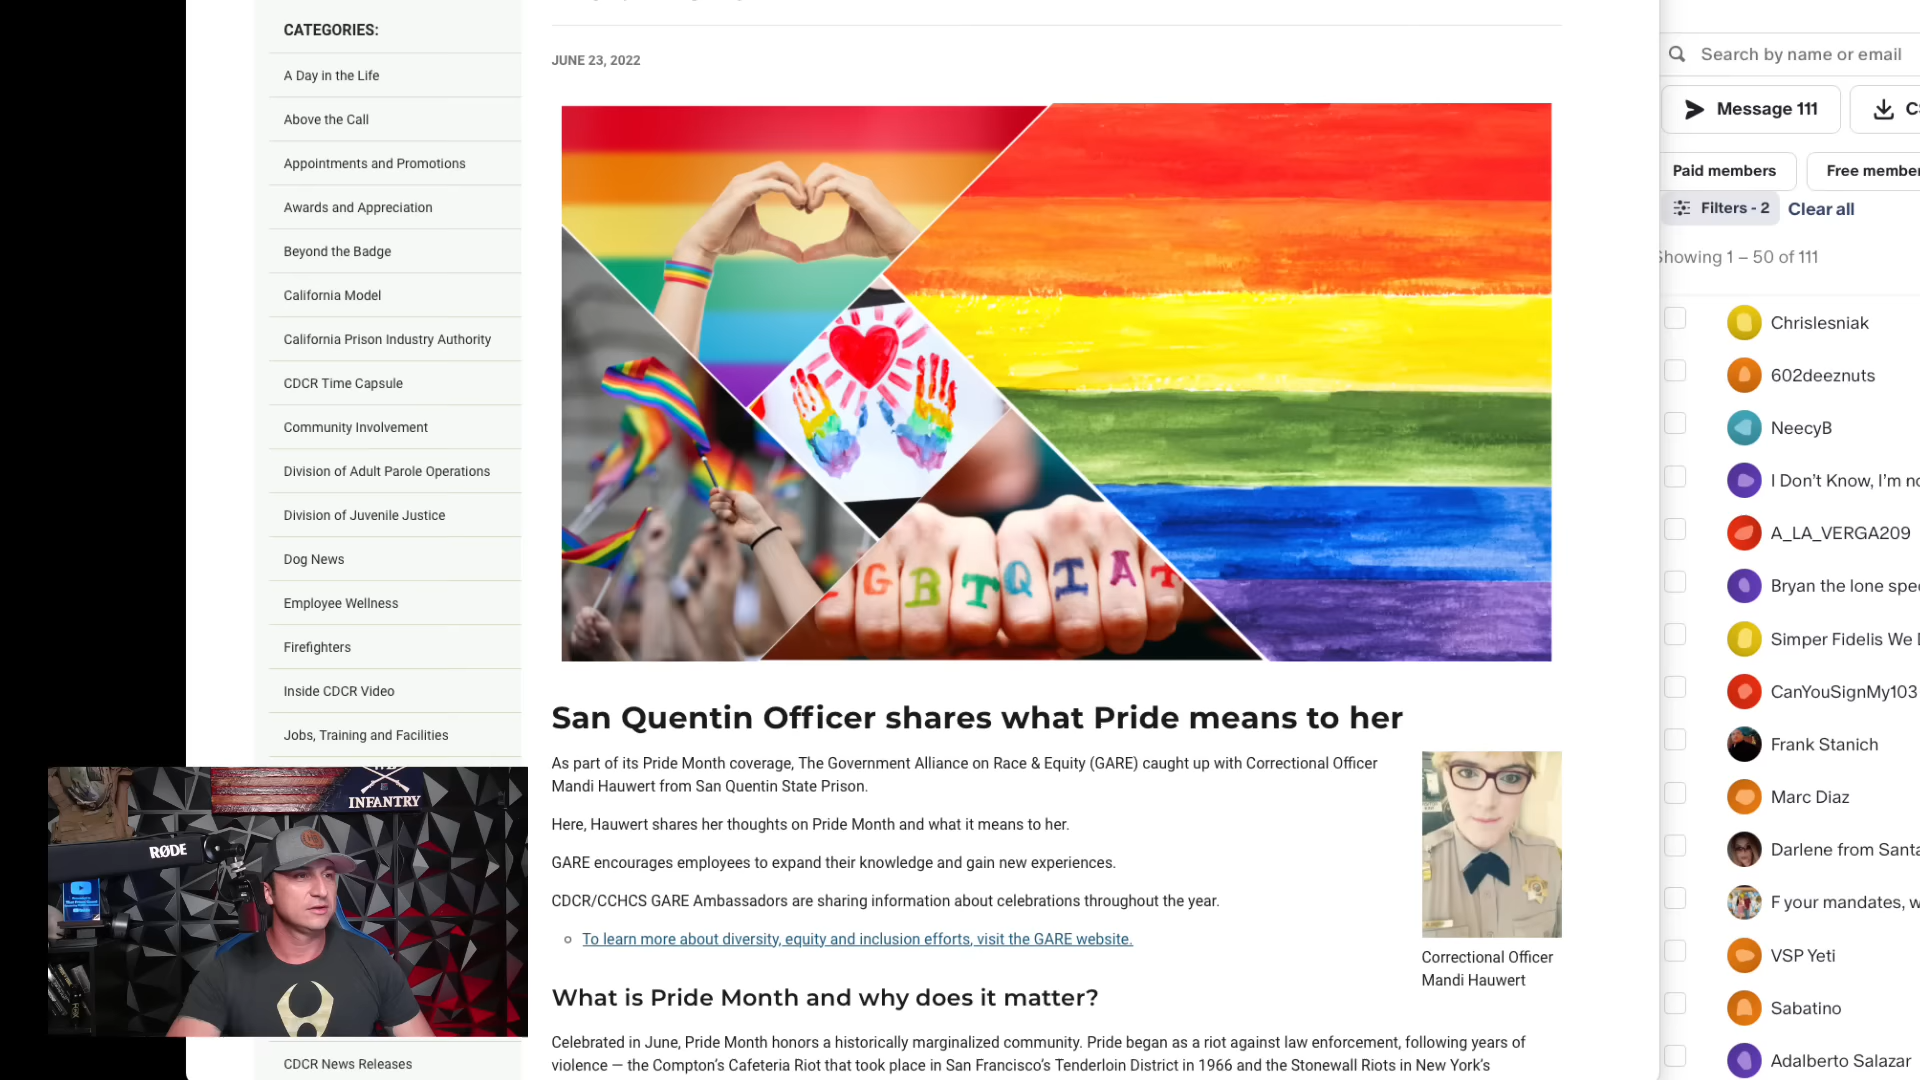 CATEGORIES:
A Day in the Life
Above the Call
Appointments and Promotions
Awards and Appreciation
Beyond the Badge
California Model
California Prison Industry Authority
CDCR Time Capsule
Community Involvement
Division of Adult Parole Operations
Division of Juvenile Justice
Dog News
Employee Wellness
Firefighters
Inside CDCR Video
Jobs, Training and Facilities
CDCR News Releases
INFANTRY
RØDE
JUNE 23, 2022
GBTQIA
San Quentin Officer shares what Pride means to her
As part of its Pride Month coverage, The Government Alliance on Race & Equity (GARE) caught up with Correctional Officer
Mandi Hauwert from San Quentin State Prison.
Here, Hauwert shares her thoughts on Pride Month and what it means to her.
GARE encourages employees to expand their knowledge and gain new experiences.
CDCR/CCHCS GARE Ambassadors are sharing information about celebrations throughout the year.
To learn more about diversity, equity and inclusion efforts, visit the GARE website.
Correctional Officer
Mandi Hauwert
What is Pride Month and why does it matter?
Celebrated in June, Pride Month honors a historically marginalized community. Pride began as a riot against law enforcement, following years of
violence — the Compton's Cafeteria Riot that took place in San Francisco's Tenderloin District in 1966 and the Stonewall Riots in New York's
Search by name or email
Message 111
Paid members
Free member
Filters - 2
Clear all
Showing 1 – 50 of 111
Chrislesniak
602deeznuts
NeecyB
I Don't Know, I'm
A_LA_VERGA209
Bryan the lone
Simper Fidelis We
CanYouSignMy103
Frank Stanich
Marc Diaz
Darlene from
F your mandates,
VSP Yeti
Sabatino
Adalberto Salazar